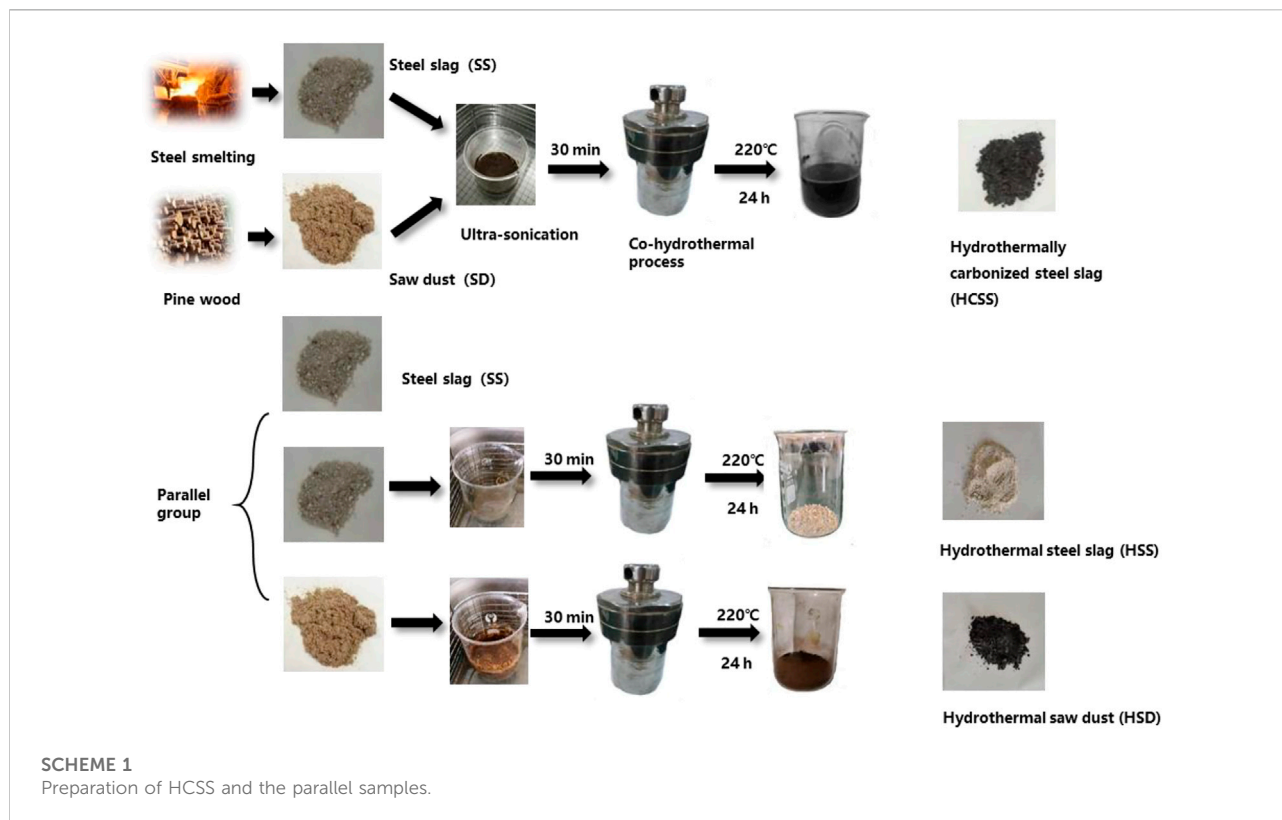 Steel slag (SS)
Steel smelting
30 min
220℃
24 h
Ultra-sonication
Co-hydrothermal
process
Saw dust (SD)
Pine wood
Hydrothermally
carbonized steel slag
(HCSS)
Steel slag (SS)
Parallel
group
30 min
220℃
24 h
Hydrothermal steel slag (HSS)
30 min
220℃
24 h
Hydrothermal saw dust (HSD)
SCHEME 1
Preparation of HCSS and the parallel samples.